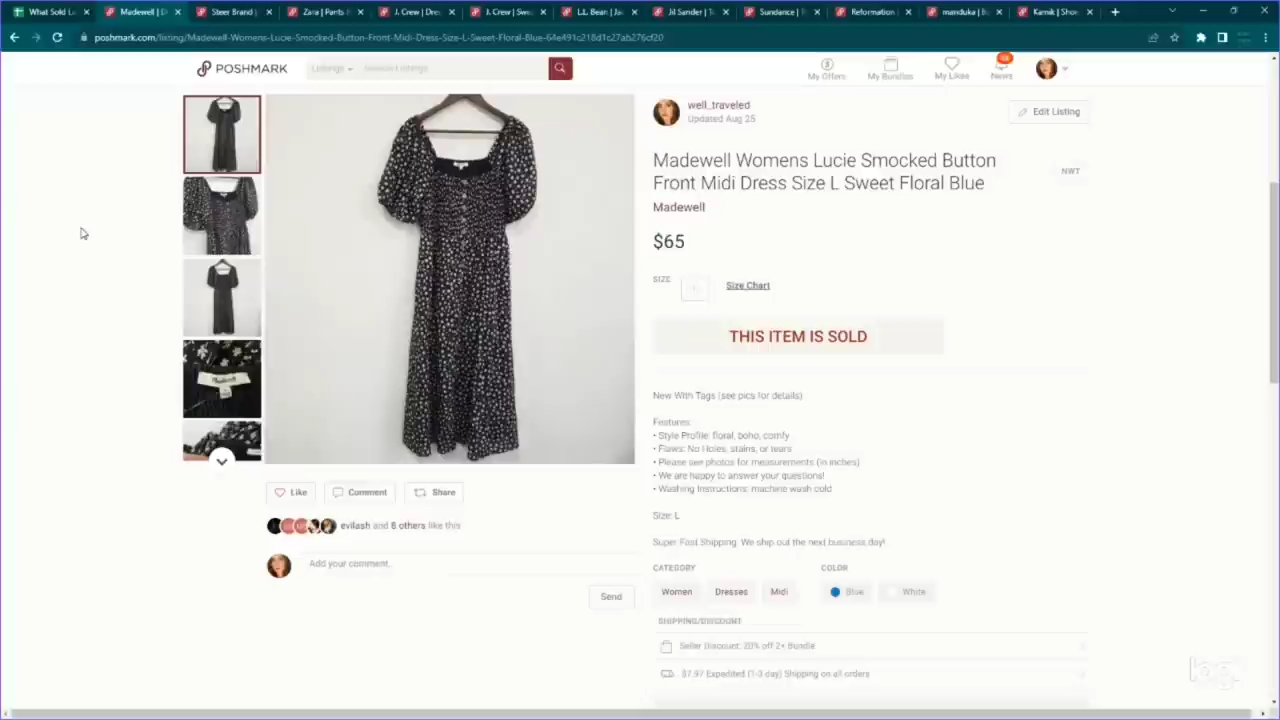 What Sold Lo
Madewell | D
Steer Brand |
Zara | Pants &
J. Crew | Dres
J. Crew | Swe
L.L. Bean | Jac
Jil Sander | To
Sundance |
Reformation |
manduka |
Kamik | Shoe
poshmark.com/listing/Madewell-Womens-Lucie-Smocked-Button-Front-Midi-Dress-Size-L-Sweet-Floral-Blue-64e491c218d1c27ab276cf20
POSHMARK
Listings
Search Listings
My Offers
My Bundles
My Likes
News
well_traveled
Updated Aug 25
Edit Listing
Madewell Womens Lucie Smocked Button
Front Midi Dress Size L Sweet Floral Blue
NWT
Madewell
$65
SIZE
Size Chart
THIS ITEM IS SOLD
New With Tags (see pics for details)
Features:
• Style Profile: floral, boho, comfy
• Flaws: No Holes, stains, or tears
• Please see photos for measurements (in inches)
• We are happy to answer your questions!
• Washing Instructions: machine wash cold
Size: L
Super Fast Shipping: We ship out the next business day!
Like
Comment
Share
evilash and 8 others like this
Add your comment.
Send
CATEGORY
COLOR
Women
Dresses
Midi
Blue
White
SHIPPING/DISCOUNT
Seller Discount: 20% off 2+ Bundle
$7.97 Expedited (1-3 day) Shipping on all orders